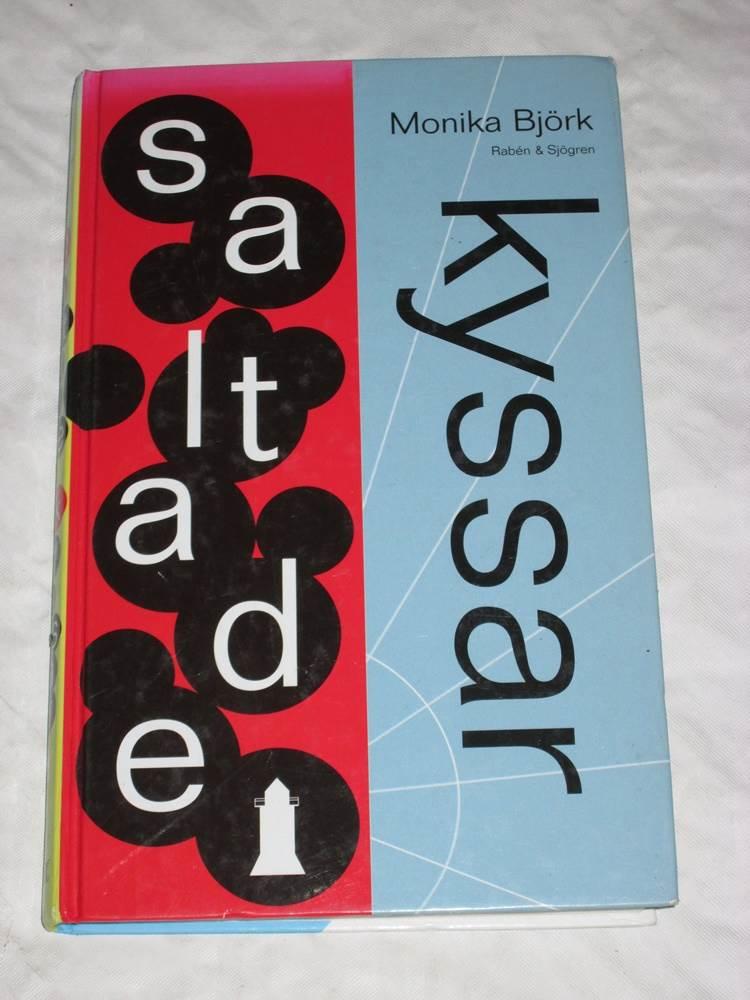 saltade
Monika Björk
Rabén & Sjögren
kyssar